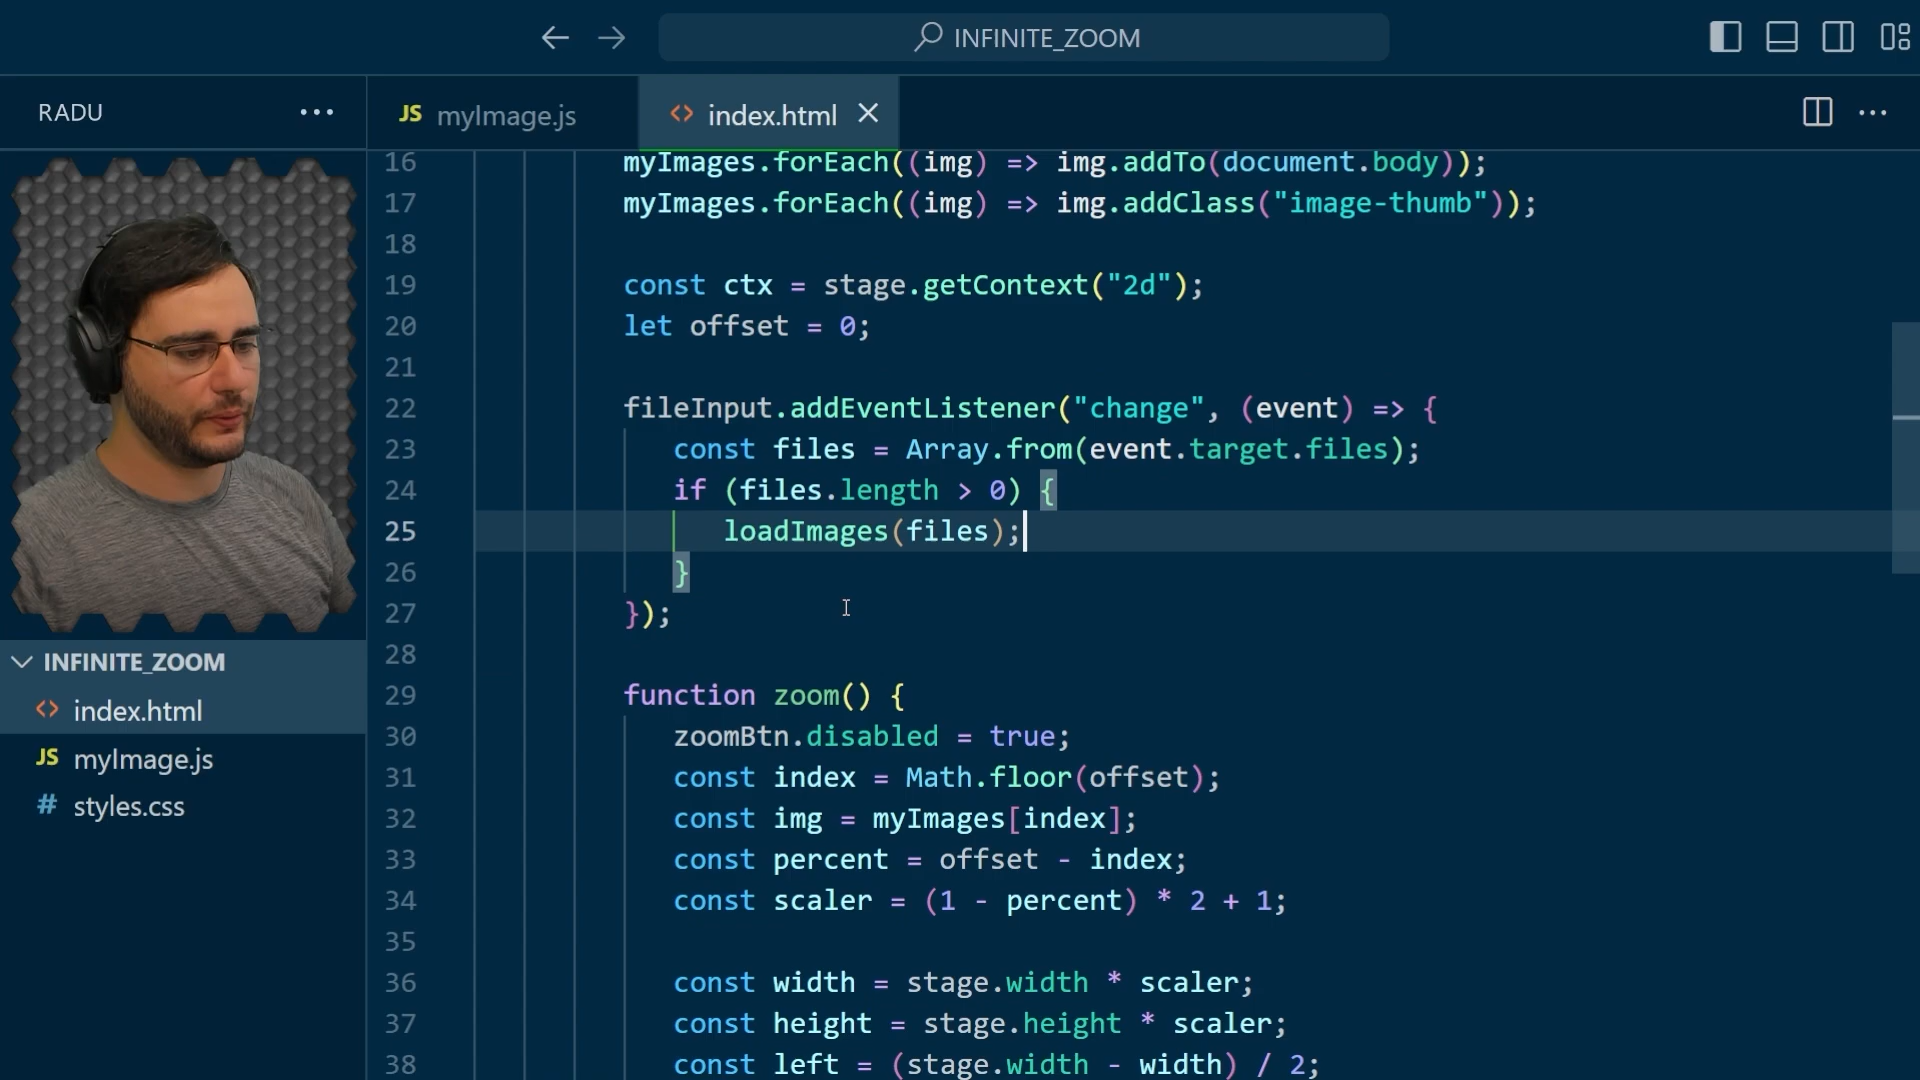 INFINITE_ZOOM
RADU
JS myImage.js
<> index.html
16 myImages.forEach((img) => img.addTo(document.body));
17 myImages.forEach((img) => img.addClass("image-thumb"));
18
19 const ctx = stage.getContext("2d");
20 let offset = 0;
21
22 fileInput.addEventListener("change", (event) => {
23 const files = Array.from(event.target.files);
24 if (files.length > 0) {
25 loadImages(files);
26 }
27 });
28
29 function zoom() {
30 zoomBtn.disabled = true;
31 const index = Math.floor(offset);
32 const img = myImages[index];
33 const percent = offset - index;
34 const scaler = (1 - percent) * 2 + 1;
35
36 const width = stage.width * scaler;
37 const height = stage.height * scaler;
38 const left = (stage.width - width) / 2;
INFINITE_ZOOM
<> index.html
JS myImage.js
# styles.css